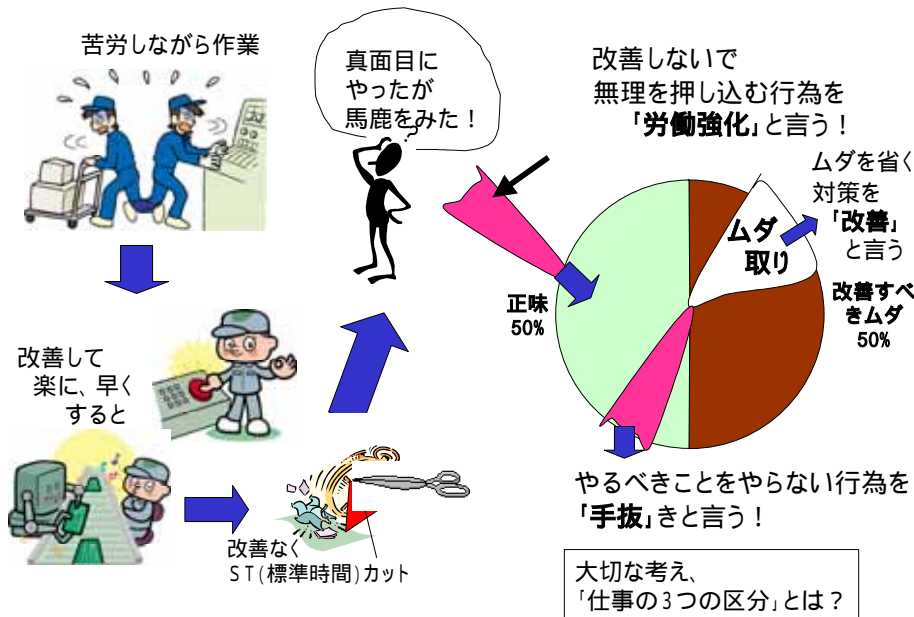 苦労しながら作業
真面目に
やったが
馬鹿をみた！
?
改善しないで
無理を押し込む行為を
「労働強化」と言う！
ムダを省く
対策を
「改善」
と言う
ムダ
取り
正味
50%
改善すべ
きムダ
50%
改善して
楽に、早く
すると
改善なく
ST(標準時間)カット
やるべきことをやらない行為を
「手抜」きと言う！
大切な考え、
「仕事の3つの区分」とは？